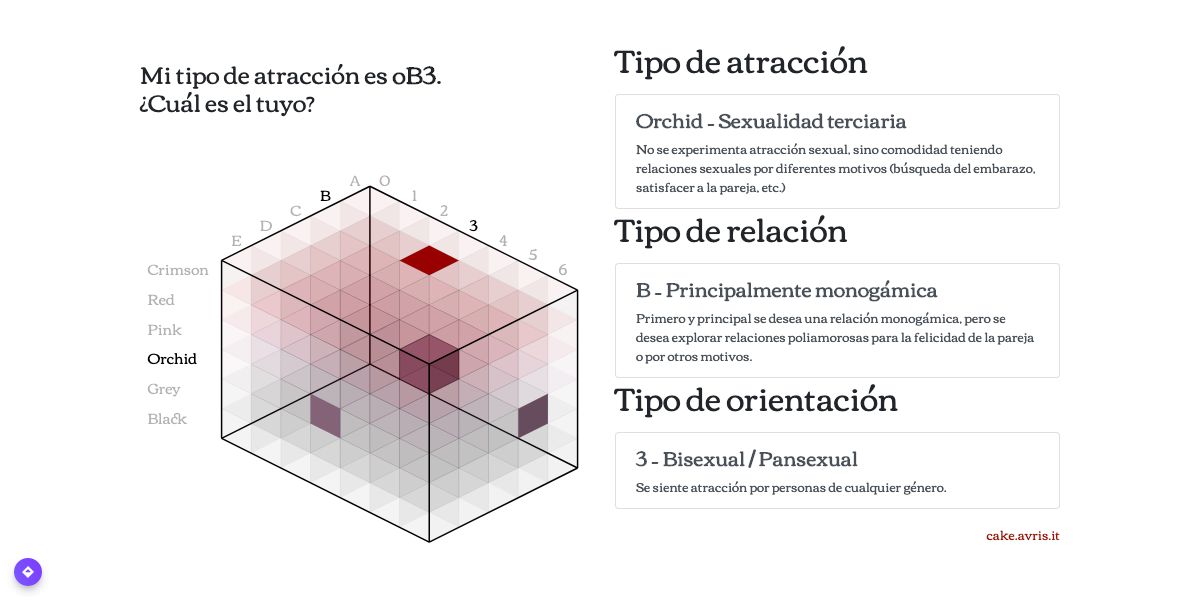 Mi tipo de atracción es oB3.
¿Cuál es el tuyo?
A
B
C
D
E
0
1
2
3
4
5
6
Crimson
Red
Pink
Orchid
Grey
Black
Tipo de atracción
Orchid - Sexualidad terciaria
No se experimenta atracción sexual, sino comodidad teniendo
relaciones sexuales por diferentes motivos (búsqueda del embarazo,
satisfacer a la pareja, etc.)
Tipo de relación
B - Principalmente monogámica
Primero y principal se desea una relación monogámica, pero se
desea explorar relaciones poliamorosas para la felicidad de la pareja
o por otros motivos.
Tipo de orientación
3 - Bisexual / Pansexual
Se siente atracción por personas de cualquier género.
cake.avris.it